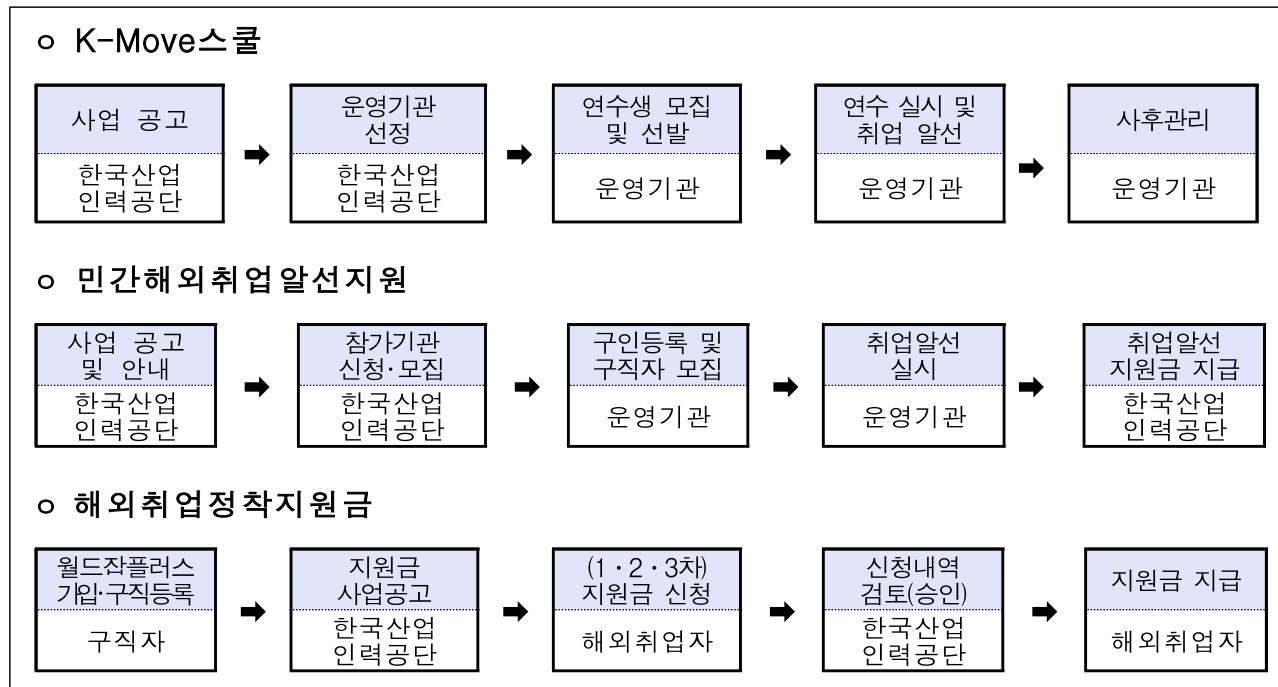 ㅇ K-Move스쿨
사업 공고
한국산업
인력공단
➡
운영기관
선정
한국산업
인력공단
➡
연수생 모집
및 선발
운영기관
➡
연수 실시 및
취업 알선
운영기관
➡
사후관리
운영기관
ㅇ 민간해외취업알선지원
사업 공고
및 안내
한국산업
인력공단
➡
참가기관
신청·모집
한국산업
인력공단
➡
구인등록 및
구직자 모집
운영기관
➡
취업알선
실시
운영기관
➡
취업알선
지원금 지급
한국산업
인력공단
ㅇ 해외취업정착지원금
월드잡플러스
가입·구직등록
구직자
➡
지원금
사업공고
한국산업
인력공단
➡
(1·2·3차)
지원금 신청
해외취업자
➡
신청내역
검토(승인)
한국산업
인력공단
➡
지원금 지급
해외취업자